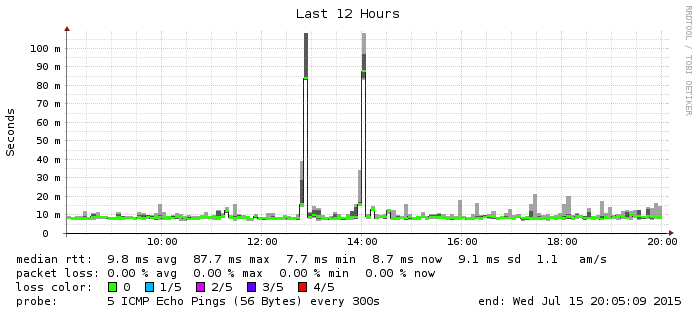 Last 12 Hours
RRDTOOL / TOBI OETIKER
Seconds
100 m
90 m
80 m
70 m
60 m
50 m
40 m
30 m
20 m
10 m
0
10:00 12:00 14:00 16:00 18:00 20:00
median rtt: 9.8 ms avg 87.7 ms max 7.7 ms min 8.7 ms now 9.1 ms sd 1.1 am/s
packet loss: 0.00 % avg 0.00 % max 0.00 % min 0.00 % now
loss color: 0 1/5 2/5 3/5 4/5
probe: 5 ICMP Echo Pings (56 Bytes) every 300s end: Wed Jul 15 20:05:09 2015